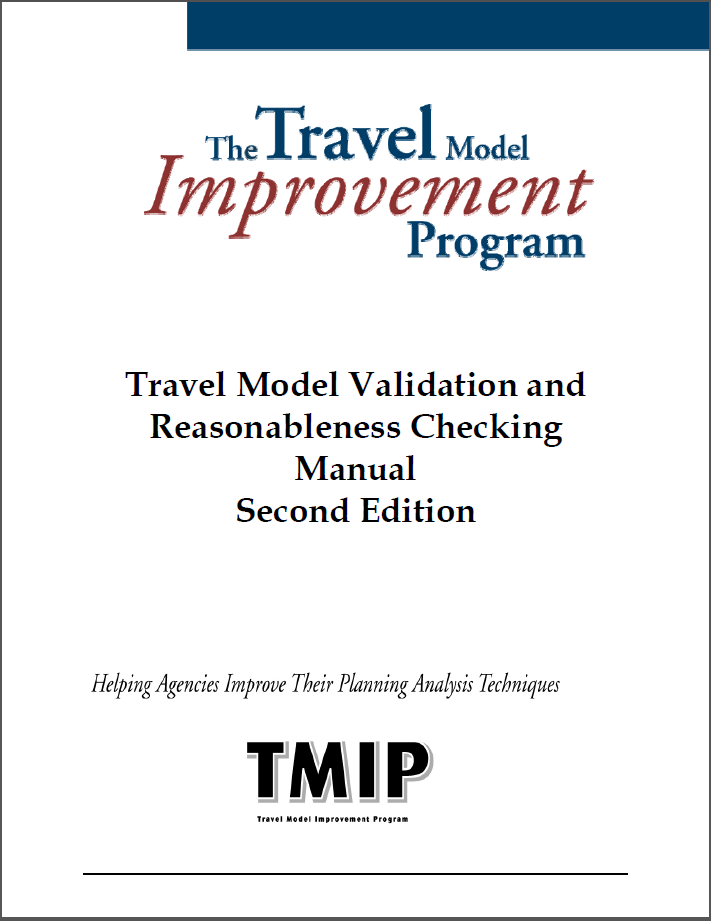 The Travel Model
Improvement
Program
Travel Model Validation and
Reasonableness Checking
Manual
Second Edition
Helping Agencies Improve Their Planning Analysis Techniques
TMIP
Travel Model Improvement Program